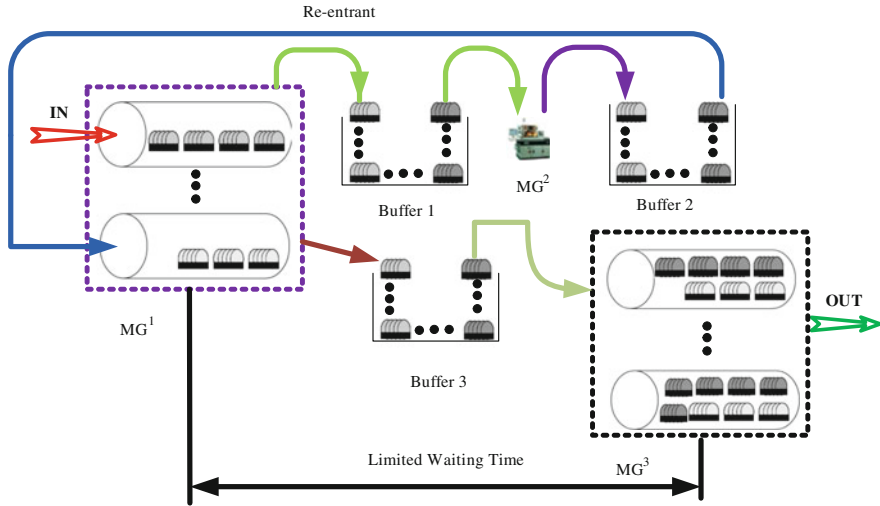 Re-entrant
IN
MG²
Buffer 1
Buffer 2
OUT
MG¹
Buffer 3
Limited Waiting Time
MG³